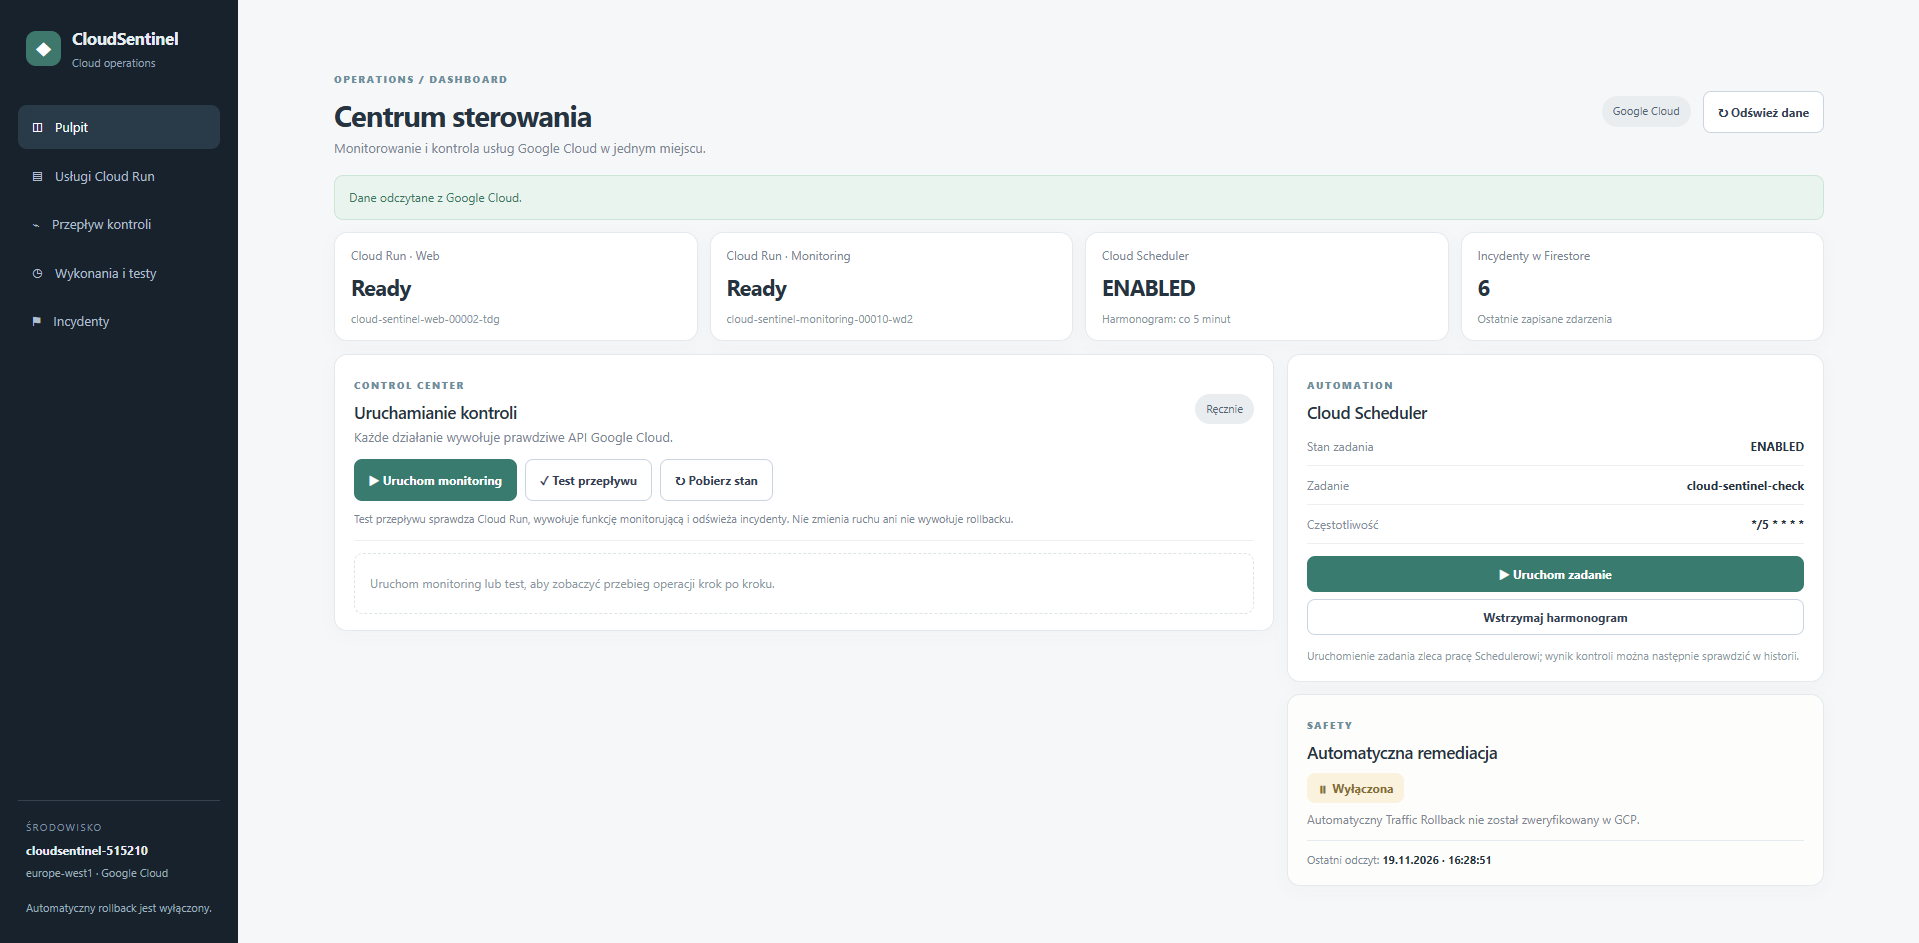 CloudSentinel
Cloud operations
Pulpit
Usługi Cloud Run
Przepływ kontroli
Wykonania i testy
Incydenty
ŚRODOWISKO
cloudsentinel-515210
europe-west1 · Google Cloud
Automatyczny rollback jest wyłączony.
OPERATIONS / DASHBOARD
Centrum sterowania
Monitorowanie i kontrola usług Google Cloud w jednym miejscu.
Google Cloud
↻ Odśwież dane
Dane odczytane z Google Cloud.
Cloud Run · Web
Ready
cloud-sentinel-web-00002-tdg
Cloud Run · Monitoring
Ready
cloud-sentinel-monitoring-00010-wd2
Cloud Scheduler
ENABLED
Harmonogram: co 5 minut
Incydenty w Firestore
6
Ostatnie zapisane zdarzenia
CONTROL CENTER
Uruchamianie kontroli
Każde działanie wywołuje prawdziwe API Google Cloud.
Ręcznie
▶ Uruchom monitoring
✓ Test przepływu
↻ Pobierz stan
Test przepływu sprawdza Cloud Run, wywołuje funkcję monitorującą i odświeża incydenty. Nie zmienia ruchu ani nie wywołuje rollbacku.
Uruchom monitoring lub test, aby zobaczyć przebieg operacji krok po kroku.
AUTOMATION
Cloud Scheduler
Stan zadania ENABLED
Zadanie cloud-sentinel-check
Częstotliwość */5 * * * *
▶ Uruchom zadanie
Wstrzymaj harmonogram
Uruchomienie zadania zleca pracę Schedulerowi; wynik kontroli można następnie sprawdzić w historii.
SAFETY
Automatyczna remediacja
⏸ Wyłączona
Automatyczny Traffic Rollback nie został zweryfikowany w GCP.
Ostatni odczyt: 19.11.2026 · 16:28:51